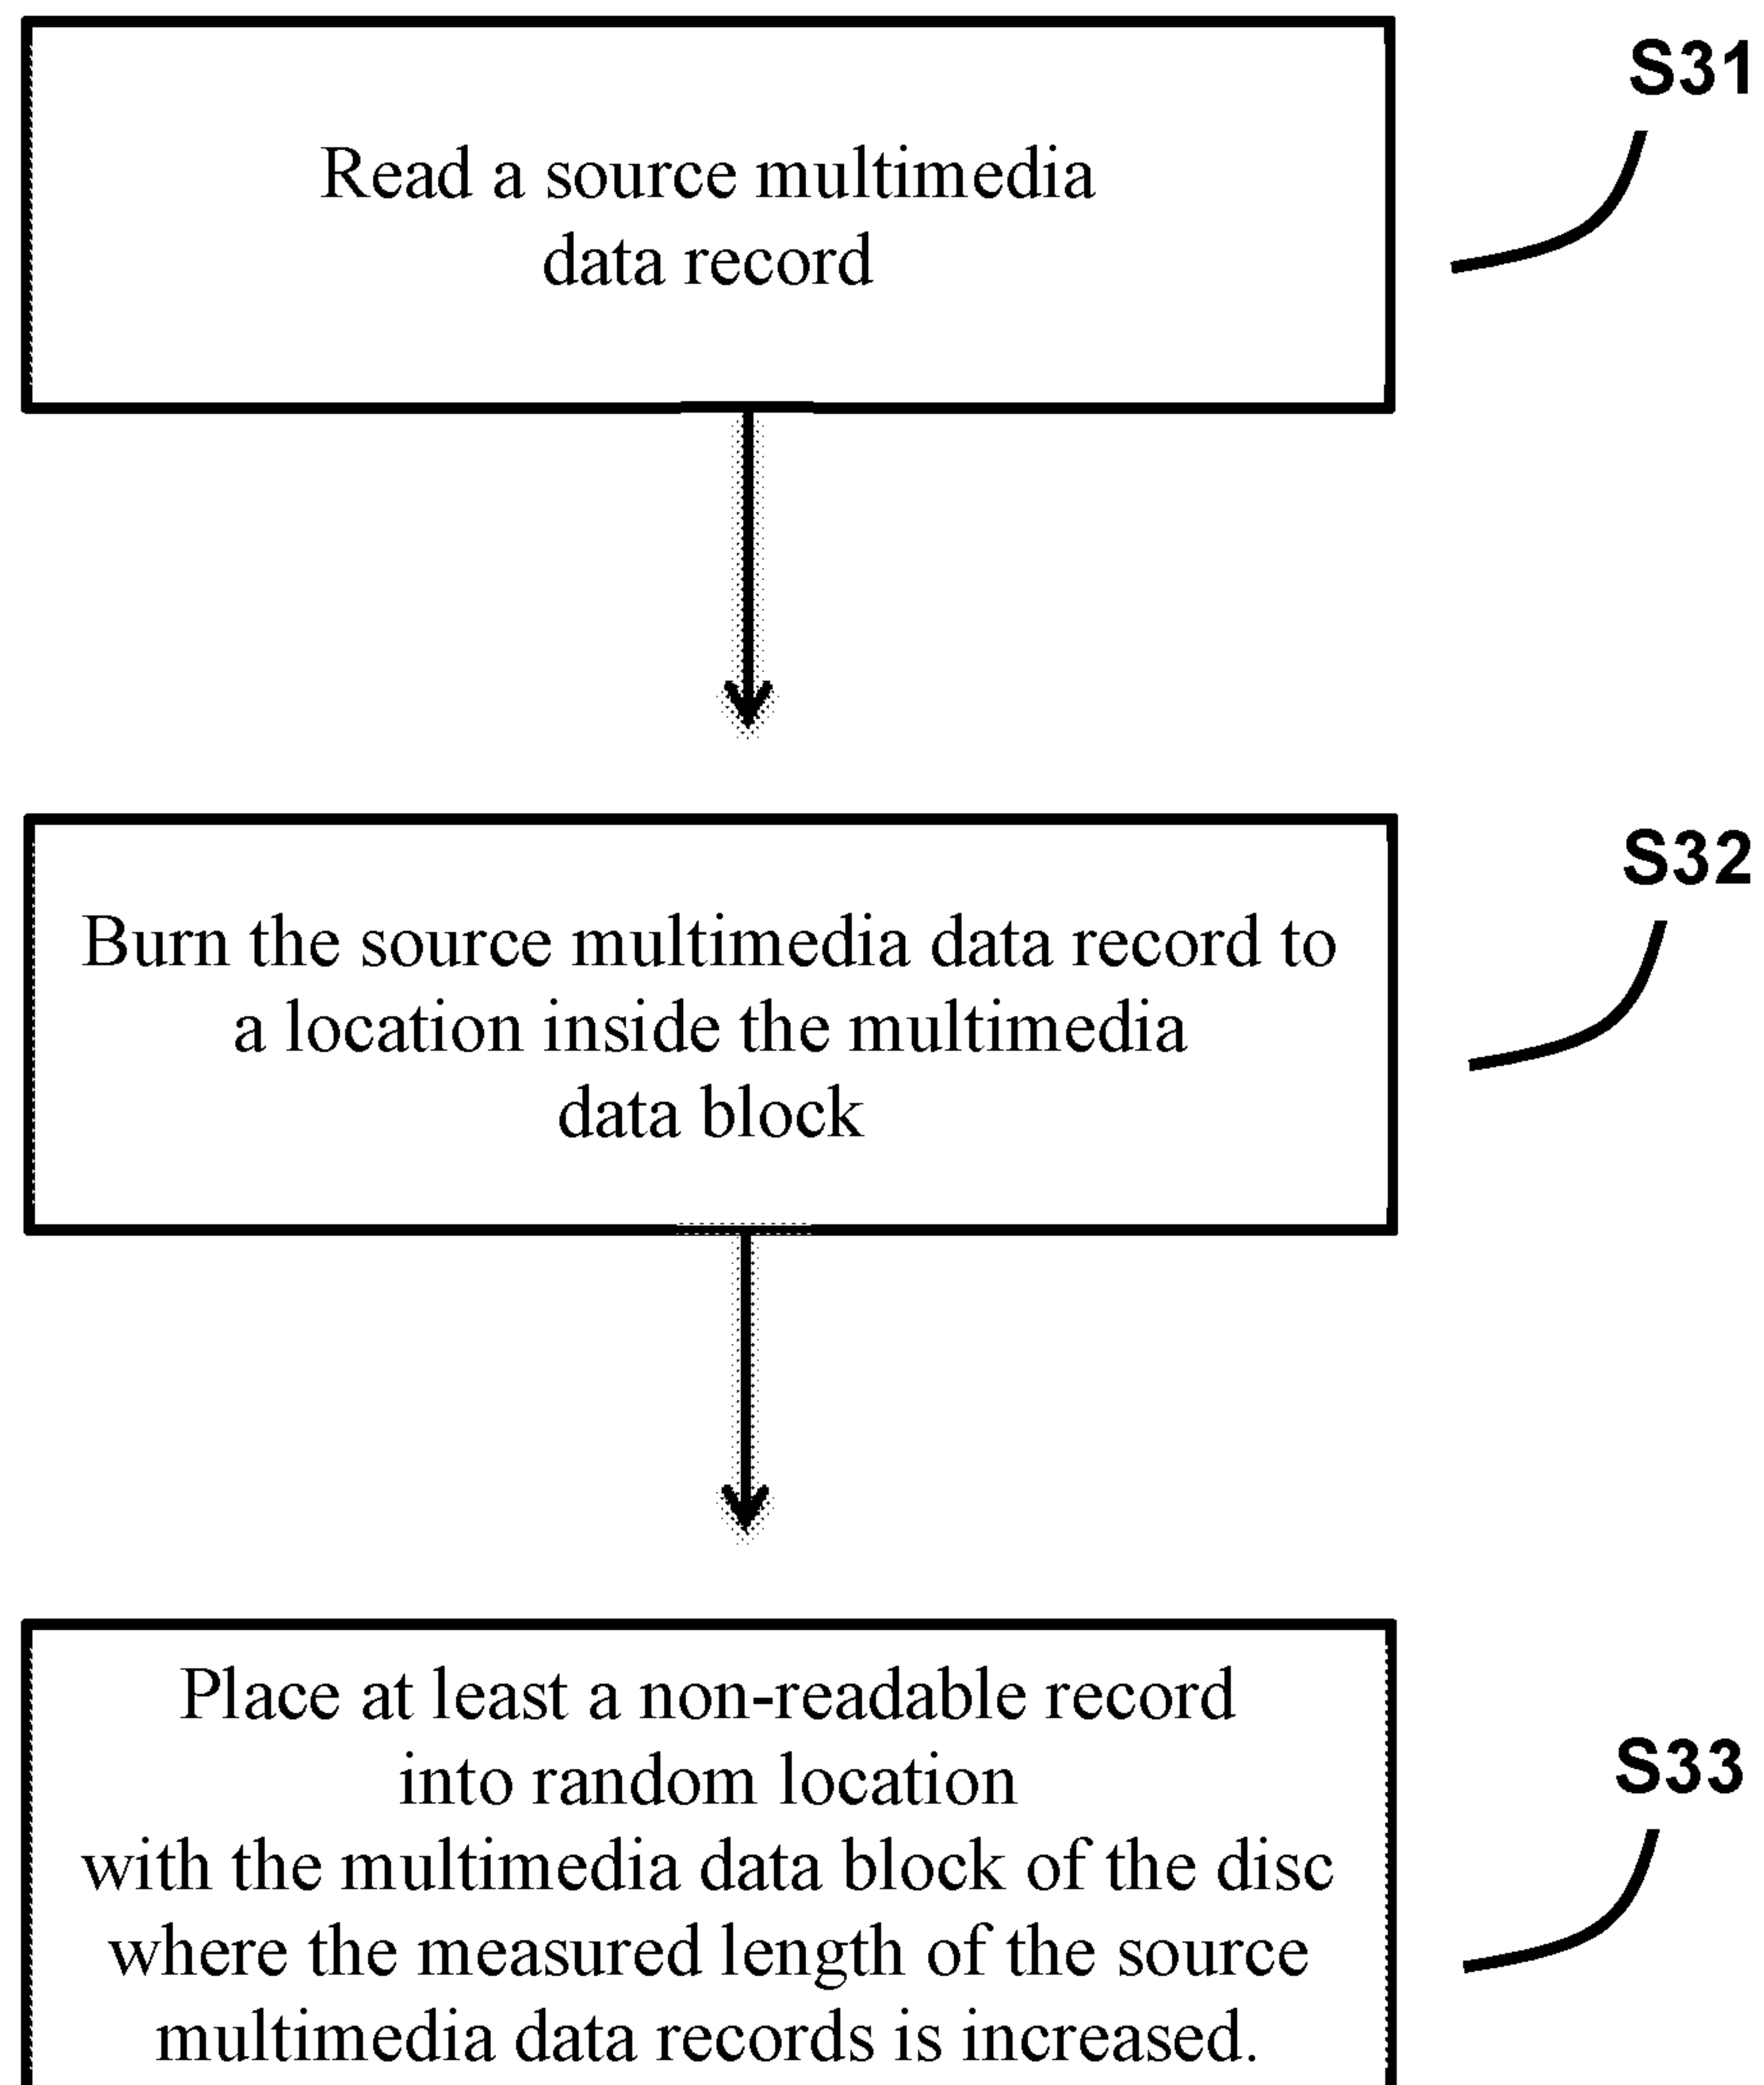 S31
Read a source multimedia
data record
S32
Burn the source multimedia data record to
a location inside the multimedia
data block
Place at least a non-readable record
into random location
S33
with the multimedia data block of the disc
where the measured length of the source
multimedia data records is increased.